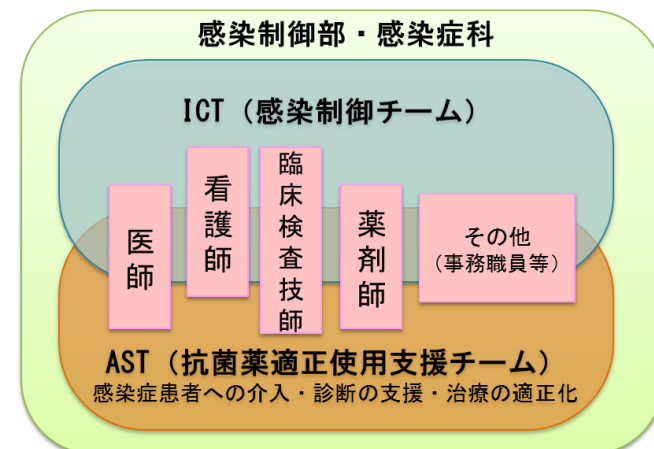 感染制御部・感染症科
ICT（感染制御チーム）
医師
看護師
臨床検査技師
薬剤師
その他
（事務職員等）
AST（抗菌薬適正使用支援チーム）
感染症患者への介入・診断の支援・治療の適正化